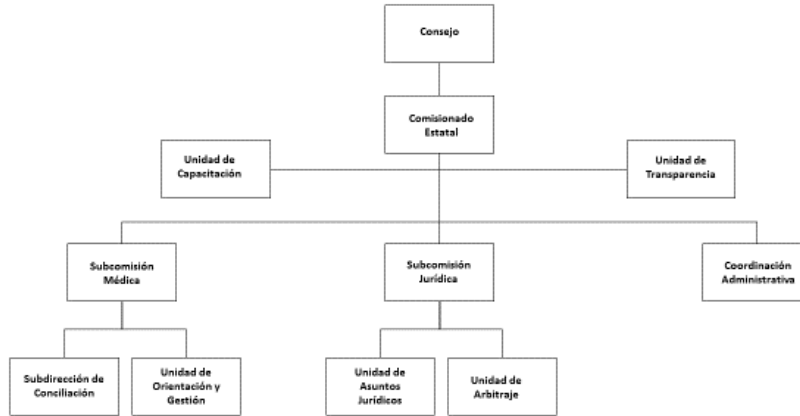 Consejo
Comisionado
Estatal
Unidad de
Capacitación
Unidad de
Transparencia
Subcomisión
Médica
Subcomisión
Jurídica
Coordinación
Administrativa
Subdirección de
Conciliación
Unidad de
Orientación y
Gestión
Unidad de
Asuntos
Jurídicos
Unidad de
Arbitraje